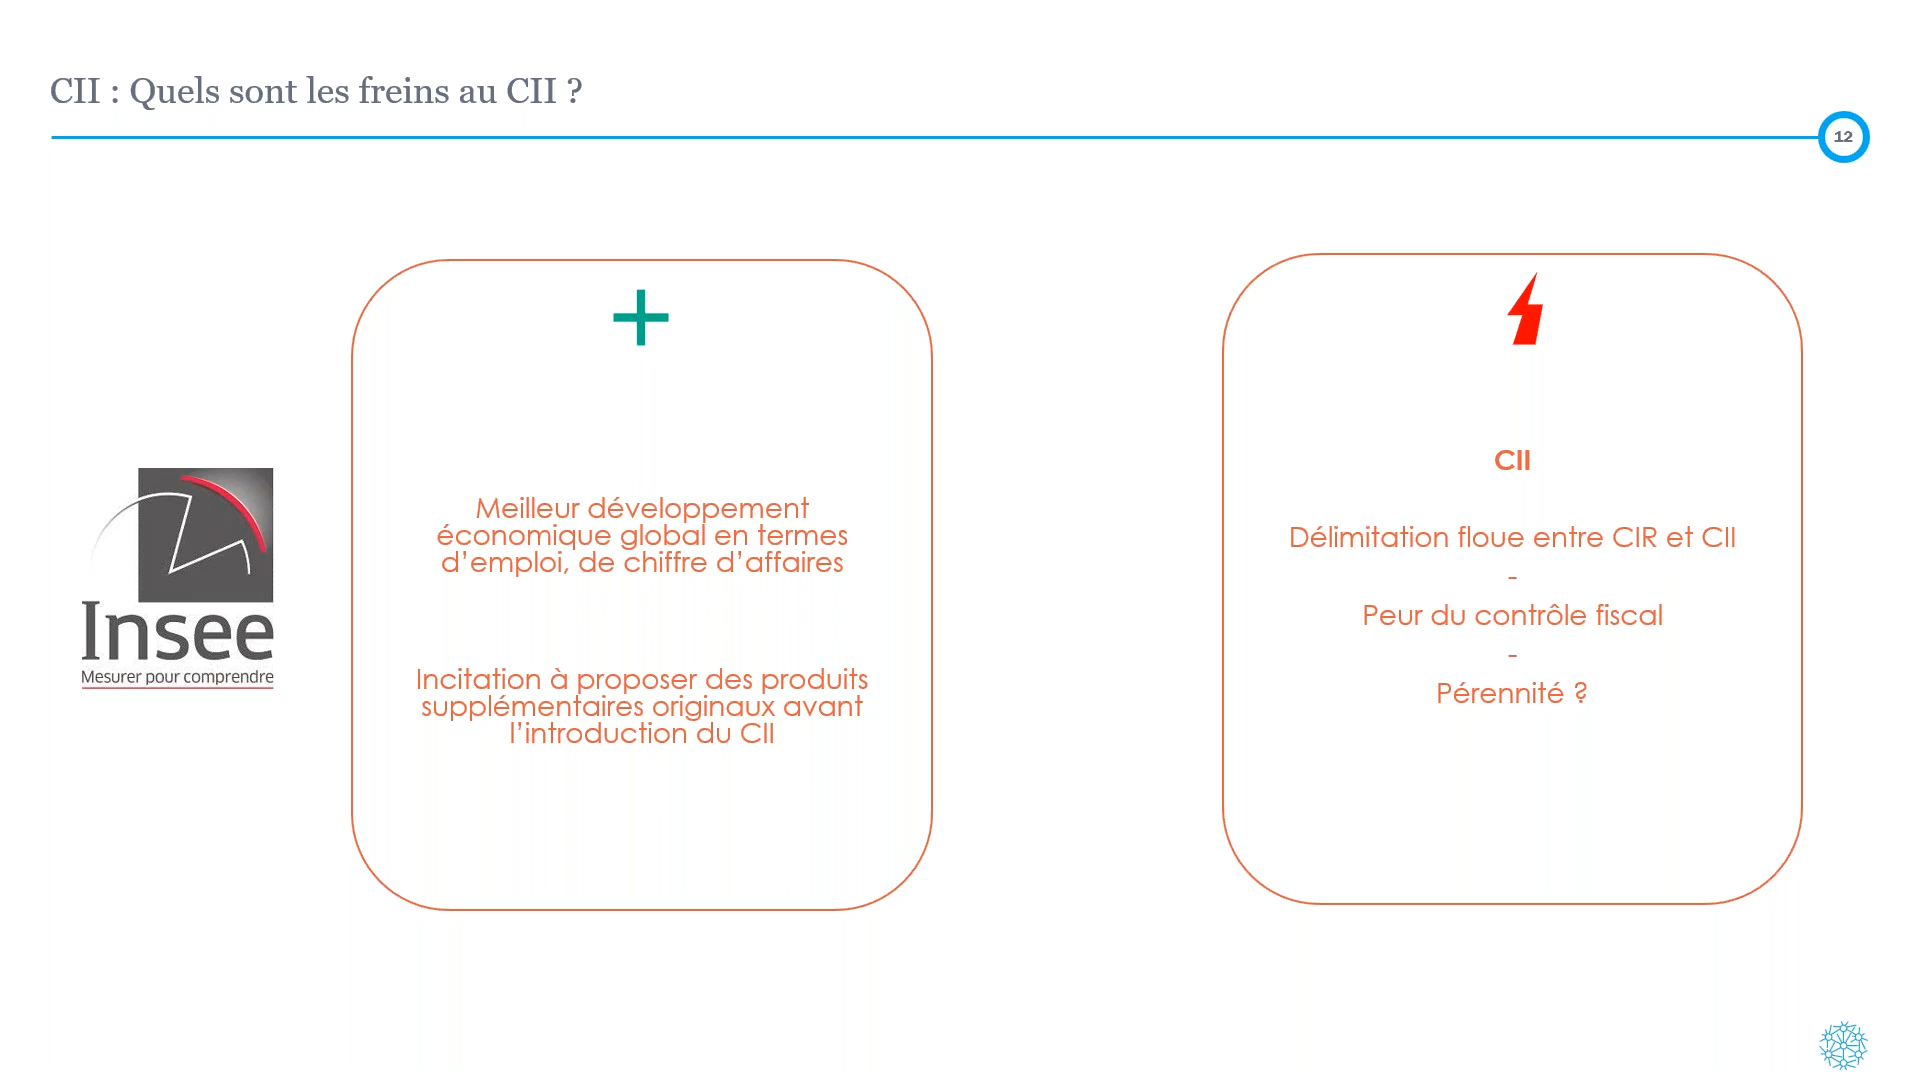 CII : Quels sont les freins au CII ?
12
Insee
Mesurer pour comprendre
Meilleur développement
économique global en termes
d’emploi, de chiffre d’affaires
Incitation à proposer des produits
supplémentaires originaux avant
l’introduction du CII
CII
Délimitation floue entre CIR et CII
-
Peur du contrôle fiscal
-
Pérennité ?